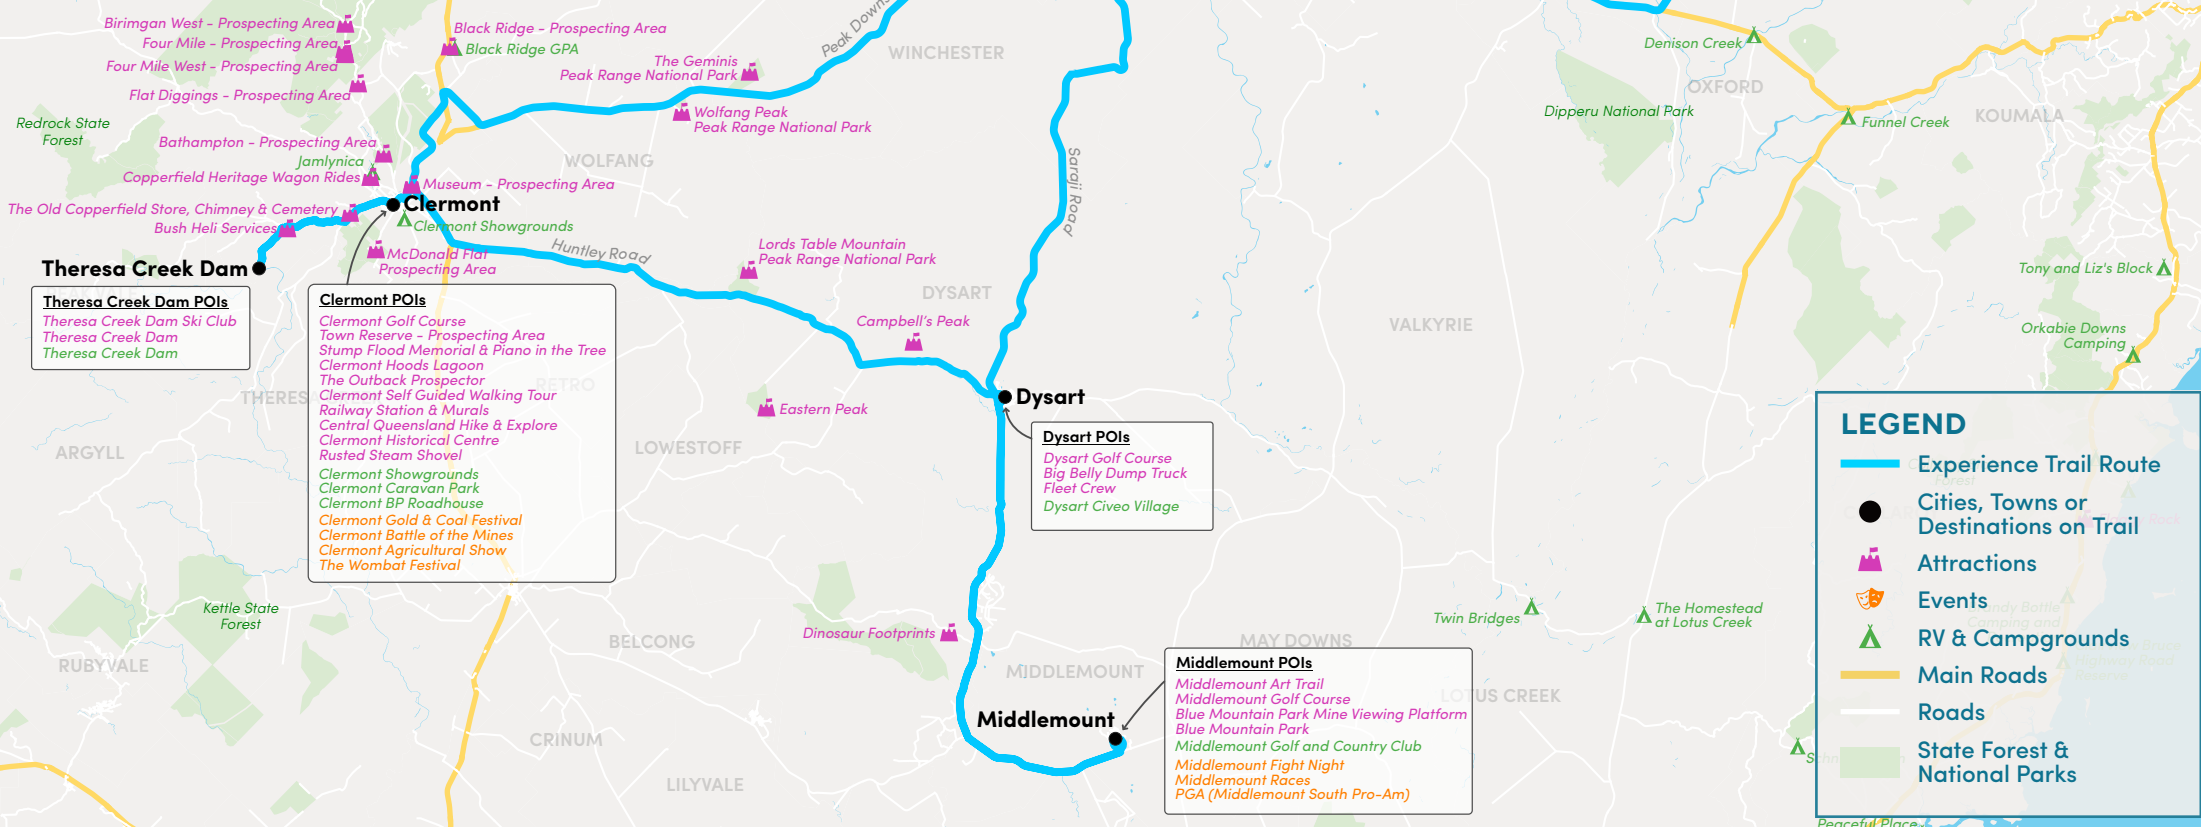 Birimgan West - Prospecting Area
Four Mile - Prospecting Area
Four Mile West - Prospecting Area
Flat Diggings - Prospecting Area
Redrock State
Forest
Bathampton - Prospecting Area
Jamlynica
Copperfield Heritage Wagon Rides
The Old Copperfield Store, Chimney & Cemetery
Bush Heli Services
Black Ridge - Prospecting Area
Black Ridge GPA
The Geminis
Peak Range National Park
Wolfang Peak
Peak Range National Park
Peak Downs
WINCHESTER
WOLFANG
Museum - Prospecting Area
Clermont
Clermont Showgrounds
McDonald Flat
Prospecting Area
Huntley Road
Saraji Road
Lords Table Mountain
Peak Range National Park
DYSART
Campbell's Peak
Eastern Peak
Dysart
Theresa Creek Dam
Theresa Creek Dam POIs
Theresa Creek Dam Ski Club
Theresa Creek Dam
Theresa Creek Dam
Clermont POIs
Clermont Golf Course
Town Reserve - Prospecting Area
Stump Flood Memorial & Piano in the Tree
Clermont Hoods Lagoon
The Outback Prospector
Clermont Self Guided Walking Tour
Railway Station & Murals
Central Queensland Hike & Explore
Clermont Historical Centre
Rusted Steam Shovel
Clermont Showgrounds
Clermont Caravan Park
Clermont BP Roadhouse
Clermont Gold & Coal Festival
Clermont Battle of the Mines
Clermont Agricultural Show
The Wombat Festival
RETRO
THERESA
ARGYLL
LOWESTOFF
Dysart POIs
Dysart Golf Course
Big Belly Dump Truck
Fleet Crew
Dysart Civeo Village
Kettle State
Forest
RUBYVALE
BELCONG
CRINUM
LILYVALE
Dinosaur Footprints
MIDDLEMOUNT
Middlemount
MAY DOWNS
LOTUS CREEK
Middlemount POIs
Middlemount Art Trail
Middlemount Golf Course
Blue Mountain Park Mine Viewing Platform
Blue Mountain Park
Middlemount Golf and Country Club
Middlemount Fight Night
Middlemount Races
PGA (Middlemount South Pro-Am)
Twin Bridges
The Homestead
at Lotus Creek
VALKYRIE
Denison Creek
OXFORD
Dipperu National Park
Funnel Creek
KOUMALA
Tony and Liz's Block
Orkabie Downs
Camping
LEGEND
Experience Trail Route
Cities, Towns or
Destinations on Trail
Attractions
Events
RV & Campgrounds
Main Roads
Roads
State Forest &
National Parks
Peaceful Place